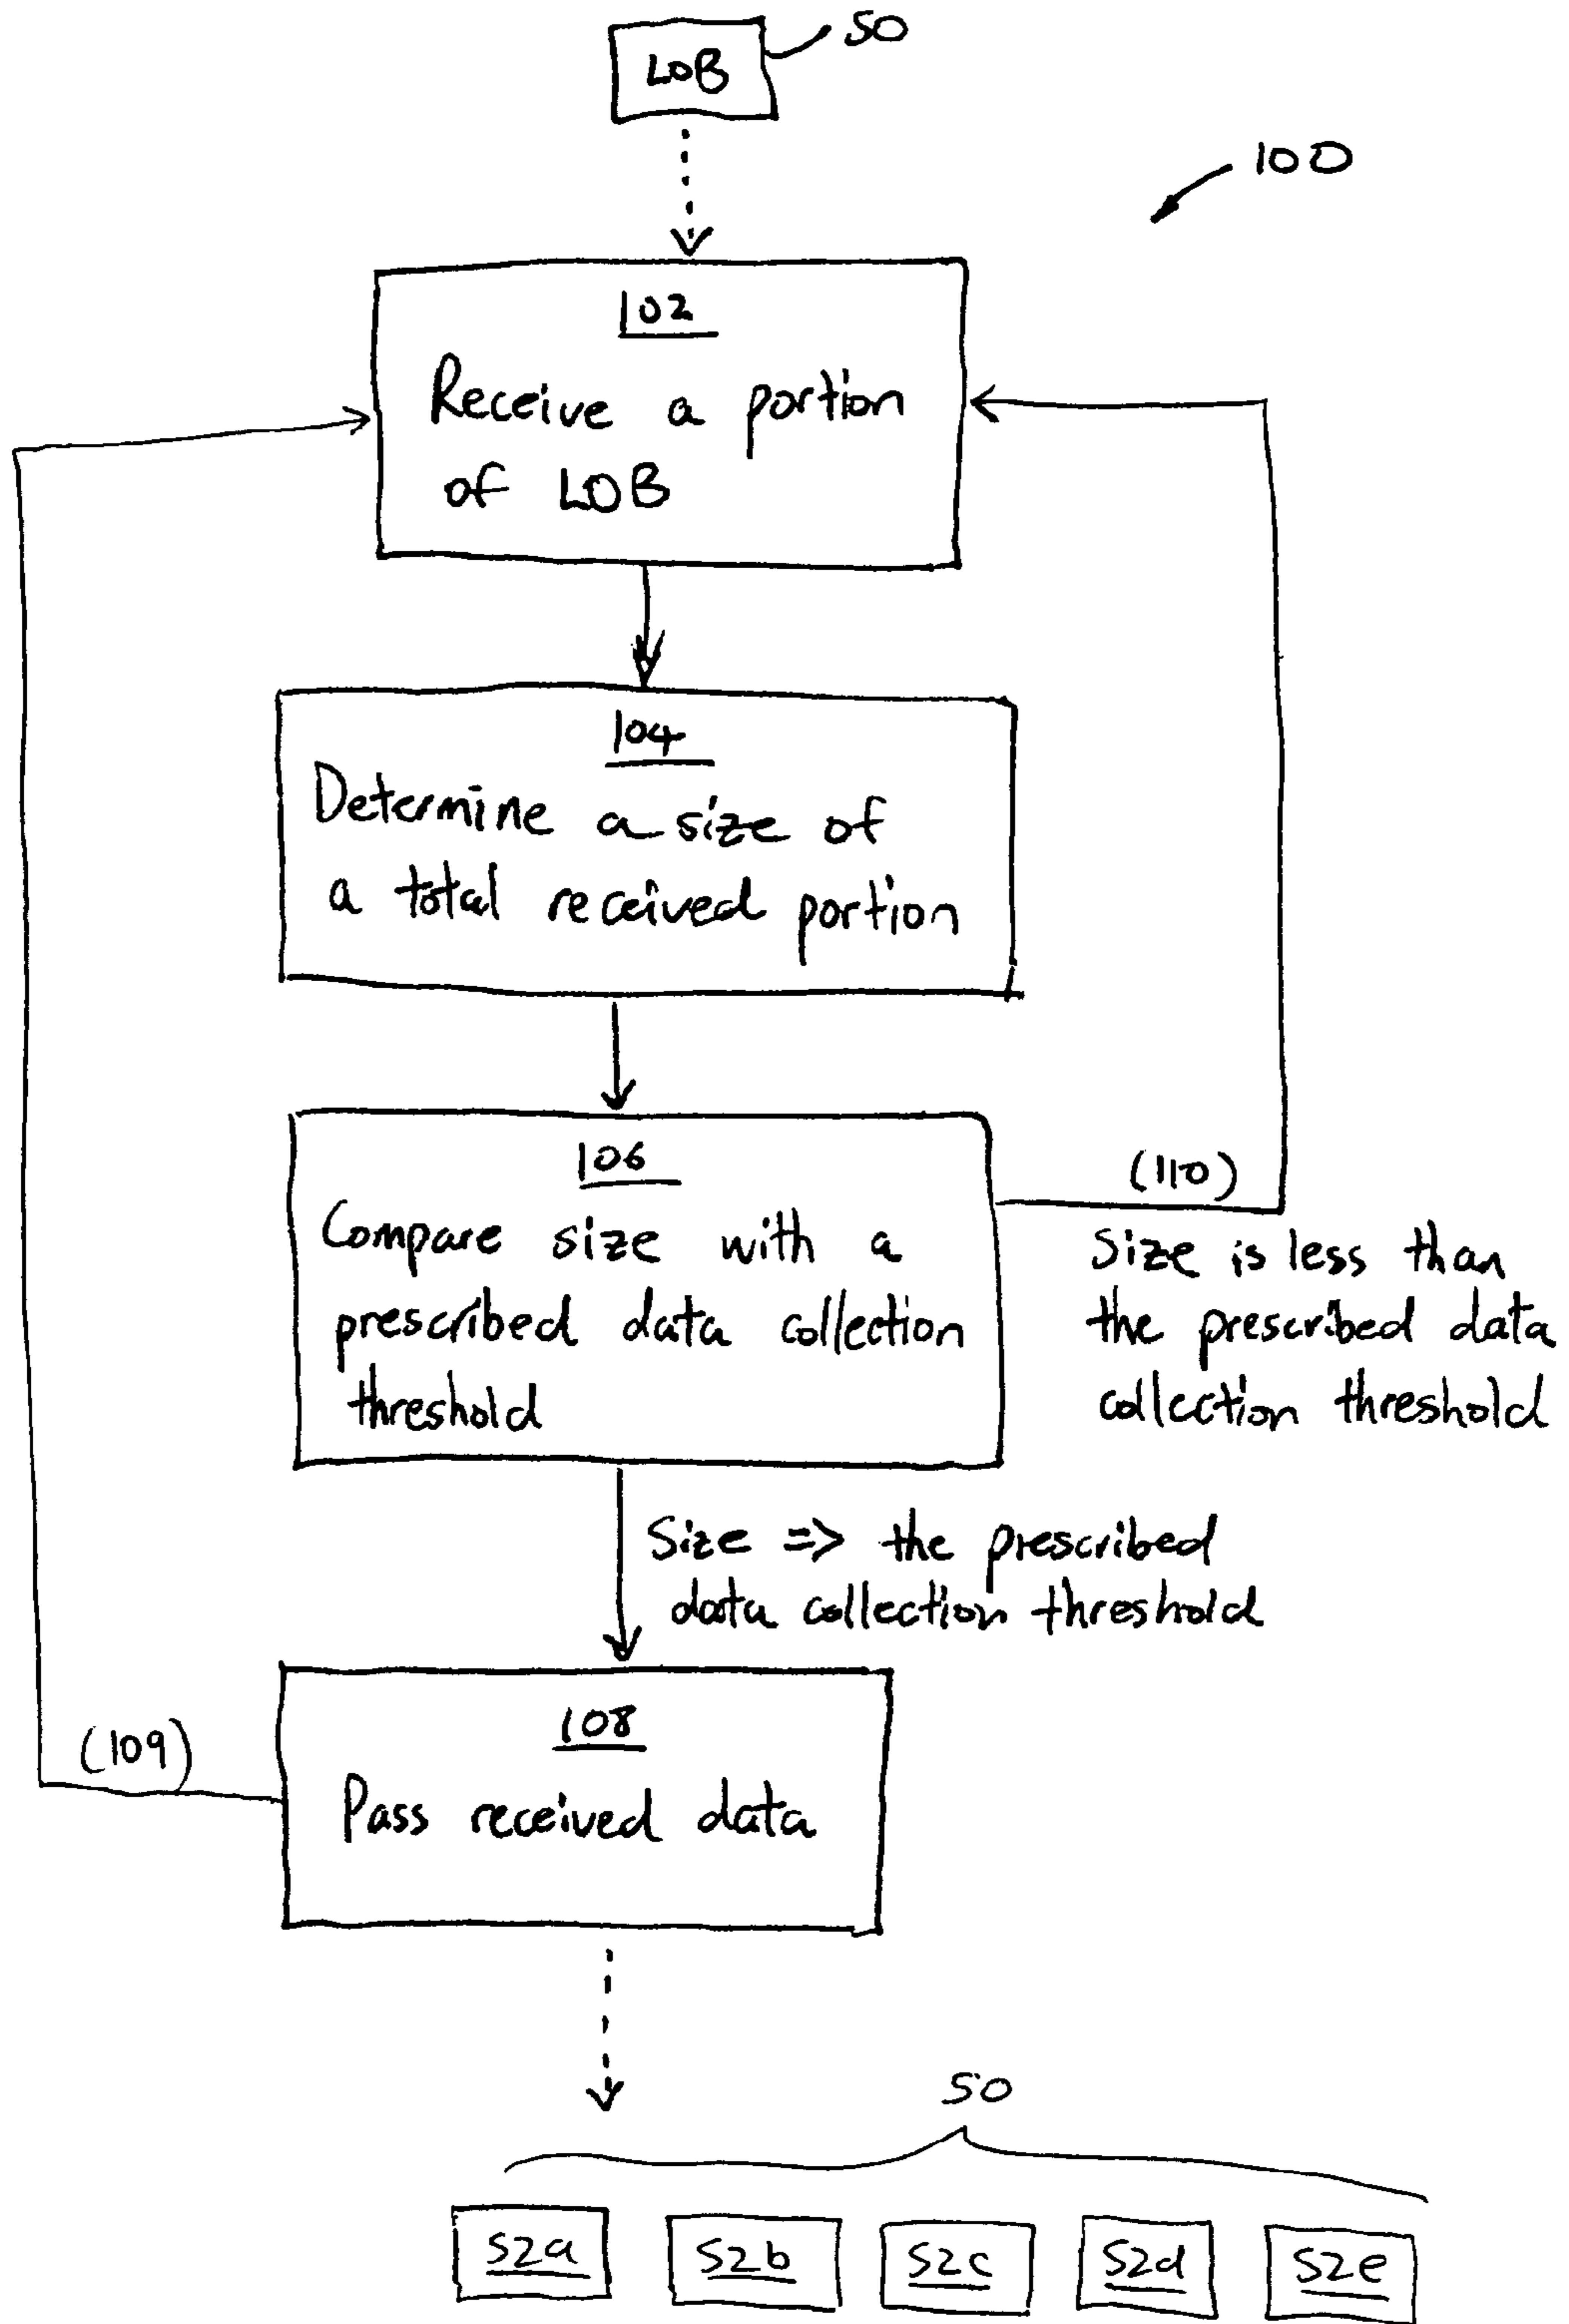 LOB
50
100
102
Receive a portion
of LOB
104
Determine a size of
a total received portion
106
Compare size with a
prescribed data collection
threshold
(110)
Size is less than
the prescribed data
collection threshold
Size => the prescribed
data collection threshold
108
Pass received data
(109)
50
52a
52b
52c
52d
52e